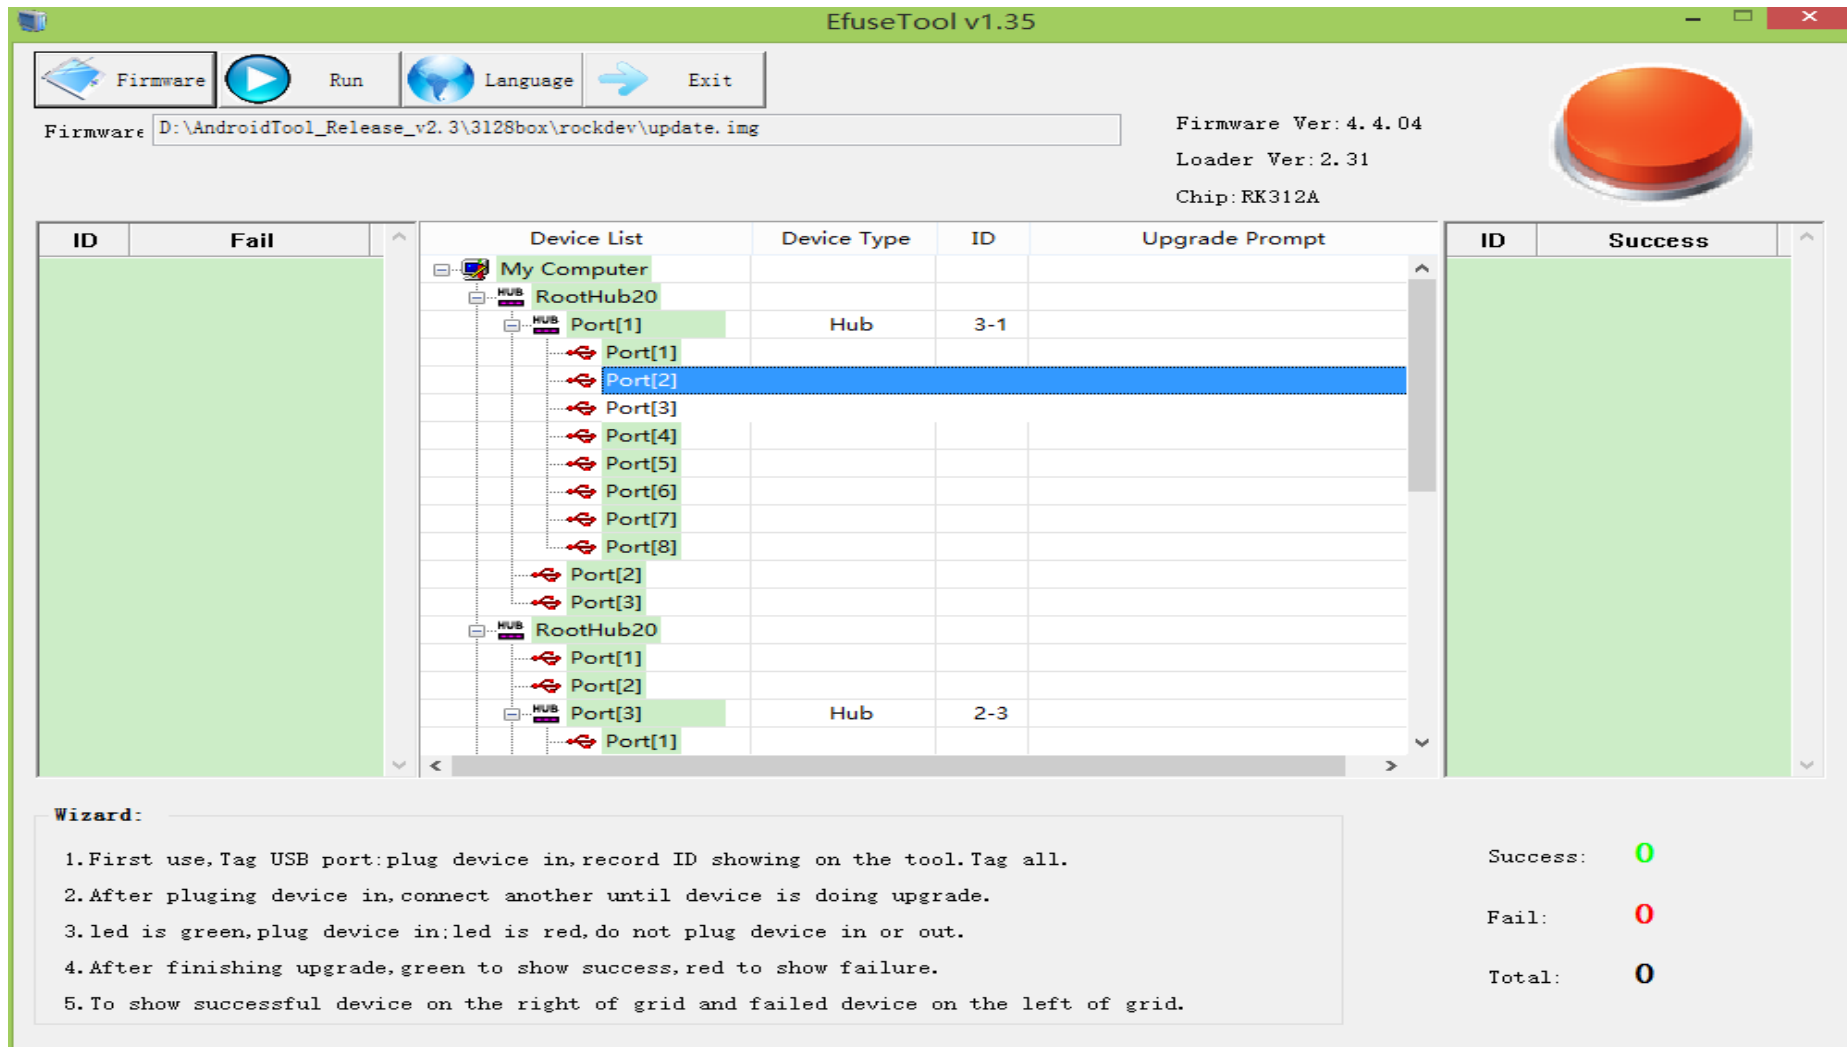 EfuseTool v1.35
Firmware Run Language Exit
Firmware D:\AndroidTool_Release_v2.3\3128box\rockdev\update.img
Firmware Ver:4.4.04
Loader Ver:2.31
Chip:RK312A
ID Fail
Device List Device Type ID Upgrade Prompt
My Computer
HUB RootHub20
HUB Port[1] Hub 3-1
Port[1]
Port[2]
Port[3]
Port[4]
Port[5]
Port[6]
Port[7]
Port[8]
Port[2]
Port[3]
HUB RootHub20
Port[1]
Port[2]
HUB Port[3] Hub 2-3
Port[1]
ID Success
Wizard:
1.First use,Tag USB port:plug device in,record ID showing on the tool.Tag all.
2.After pluging device in,connect another until device is doing upgrade.
3.led is green,plug device in;led is red,do not plug device in or out.
4.After finishing upgrade,green to show success,red to show failure.
5.To show successful device on the right of grid and failed device on the left of grid.
Success: 0
Fail: 0
Total: 0